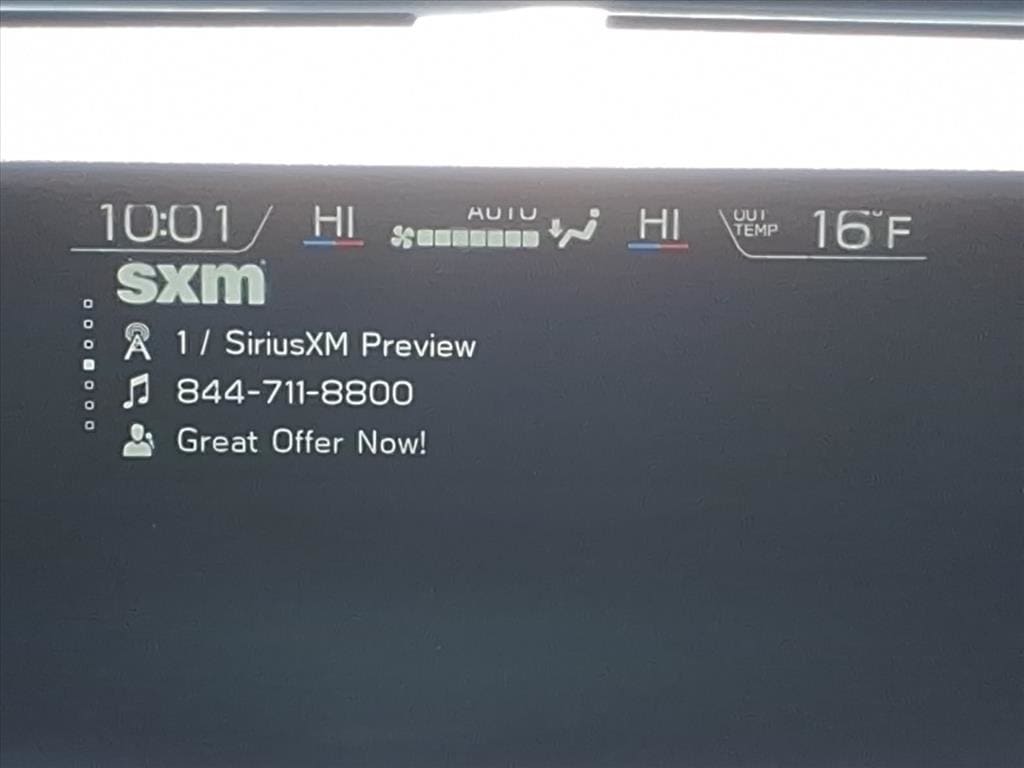 10:01 HI AUTO HI OUT TEMP 16°F
sxm
1 / SiriusXM Preview
844-711-8800
Great Offer Now!